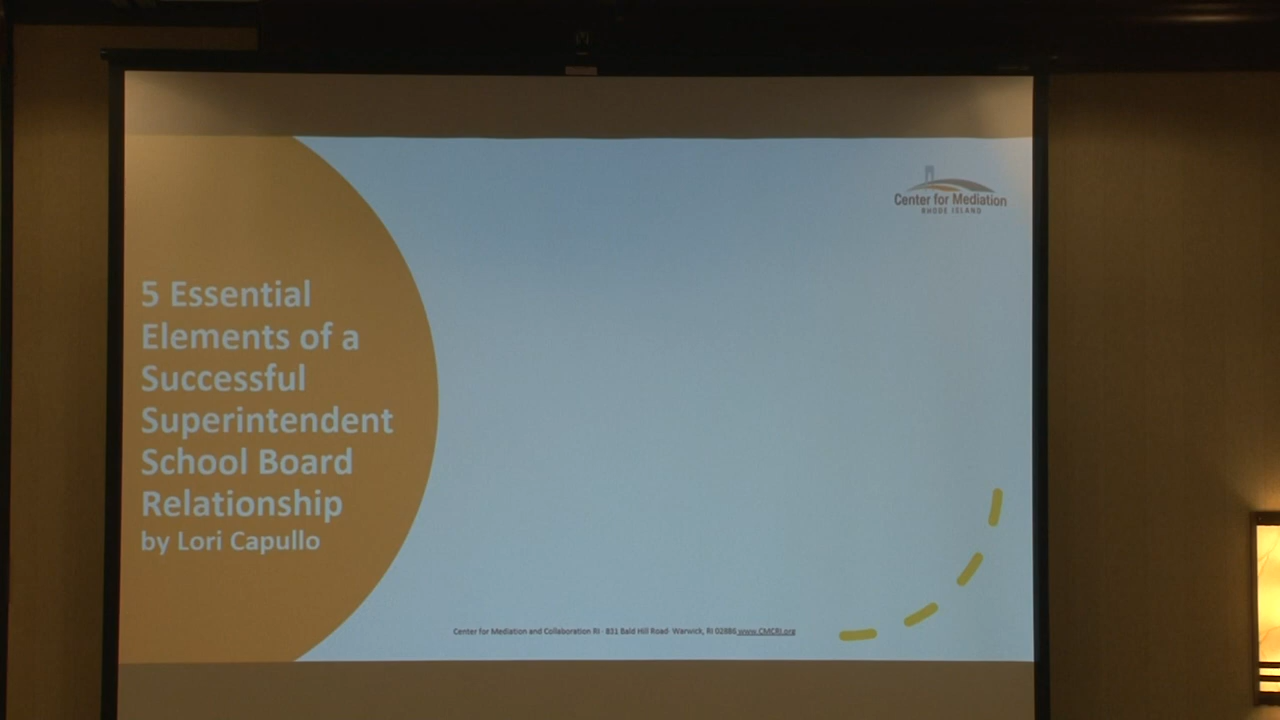 Center for Mediation
RHODE ISLAND
5 Essential
Elements of a
Successful
Superintendent
School Board
Relationship
by Lori Capullo
Center for Mediation and Collaboration RI - 831 Bald Hill Road- Warwick, RI 02886 www.CMCRI.org